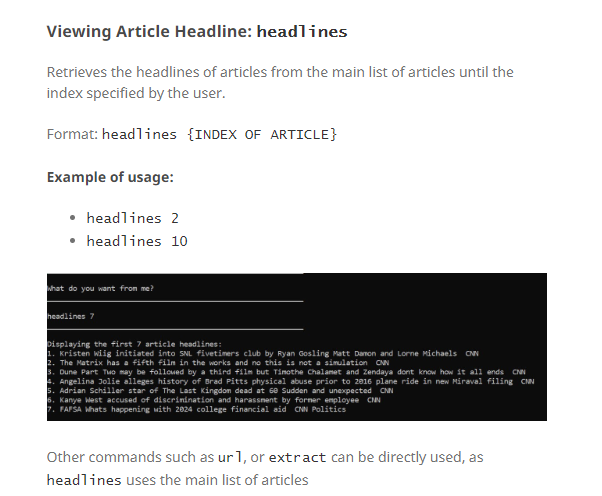 Viewing Article Headline: headlines
Retrieves the headlines of articles from the main list of articles until the
index specified by the user.
Format: headlines {INDEX OF ARTICLE}
Example of usage:
headlines 2
headlines 10
What do you want from me?
headlines 7
Displaying the first 7 article headlines:
1. Kristen Wiig initiated into SNL fivetimers club by Ryan Gosling Matt Damon and Lorne Michaels  CNN
2. The Matrix has a fifth film in the works and no this is not a simulation  CNN
3. Dune Part Two may be followed by a third film but Timothe Chalamet and Zendaya dont know how it all ends  CNN
4. Angelina Jolie alleges history of Brad Pitts physical abuse prior to 2016 plane ride in new Miraval filing  CNN
5. Adrian Schiller star of The Last Kingdom dead at 60 Sudden and unexpected  CNN
6. Kanye West accused of discrimination and harassment by former employee  CNN
7. FAFSA Whats happening with 2024 college financial aid  CNN Politics
Other commands such as url, or extract can be directly used, as
headlines uses the main list of articles